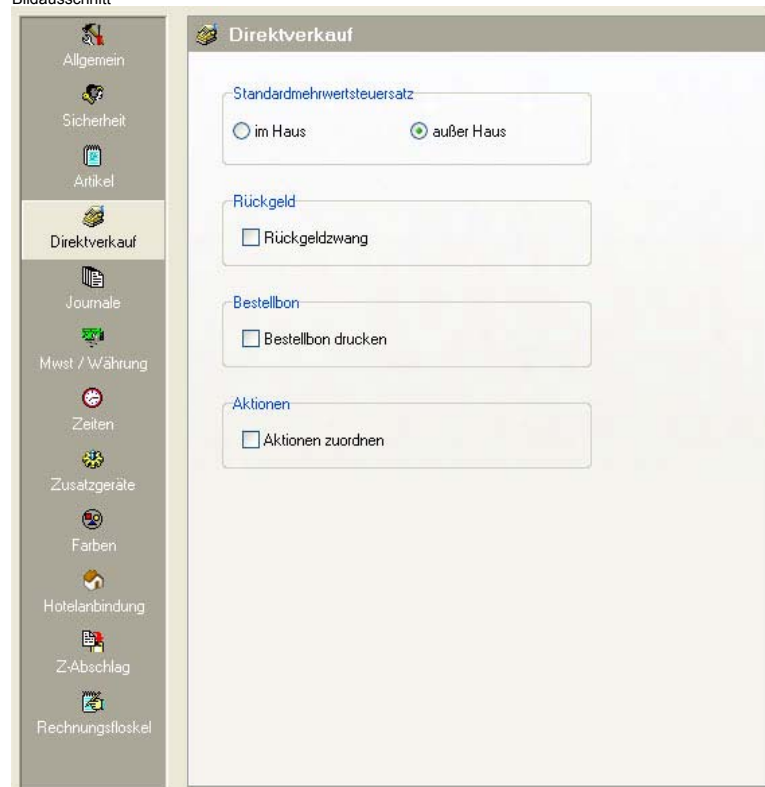 Bildausschnitt
Allgemein
Sicherheit
Artikel
Direktverkauf
Journale
Mwst / Währung
Zeiten
Zusatzgeräte
Farben
Hotelanbindung
Z-Abschlag
Rechnungsfloskel
Direktverkauf
Standardmehrwertsteuersatz
im Haus außer Haus
Rückgeld
Rückgeldzwang
Bestellbon
Bestellbon drucken
Aktionen
Aktionen zuordnen